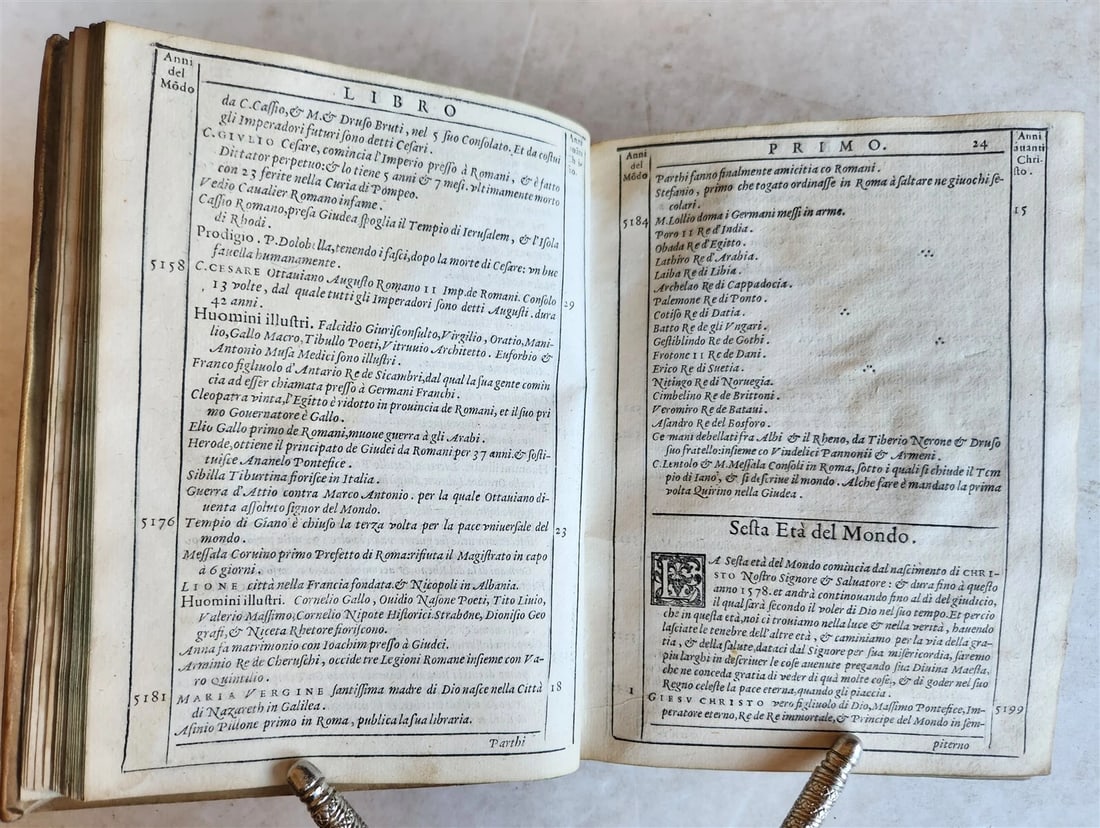 Anni
del
Mōdo
LIBRO
da C. Cassio, & M. & Druso Bruti, nel 5 suo Consolato. Et da costui
gli Imperadori futuri sono detti Cesari.
C. GIVLIO Cesare, comincia l'Imperio presso à Romani, & è fatto
Dittator perpetuo: & lo tiene 5 anni & 7 mesi. vltimamente morto
con 23 ferite nella Curia di Pompeo.
Vedio Caualier Romano infame.
Cassio Romano, presa Giudea spoglia il Tempio di Ierusalem, & l'Isola
di Rhodi.
Prodigio. P. Dolobella, tenendo i fasci, dopo la morte di Cesare: vn bue
fauella humanamente.
5158 C. CESARE Ottauiano Augusto Romano 11 Imp. de Romani. Consolo
13 volte, dal quale tutti gli Imperadori sono detti Augusti. dura 29
42 anni.
Huomini illustri. Falcidio Giurisconsulto, Virgilio, Oratio, Mani-
lio, Gallo Macro, Tibullo Poeti, Vitruuio Architetto. Euforbio &
Antonio Musa Medici sono illustri.
Franco figliuolo d'Antario Re de Sicambri, dal qual la sua gente comin
cia ad esser chiamata presso à Germani Franchi.
Cleopatra vinta, l'Egitto è ridotto in prouincia de Romani, et il suo pri
mo Gouernatore è Gallo.
Elio Gallo primo de Romani, muoue guerra à gli Arabi.
Herode, ottiene il principato de Giudei da Romani per 37 anni. & sosti-
tuisce Ananelo Pontefice.
Sibilla Tiburtina fiorisce in Italia.
Guerra d'Attio contra Marco Antonio. per la quale Ottauiano di-
uenta assoluto signor del Mondo.
5176 Tempio di Giano è chiuso la terza volta per la pace vniuersale del 23
mondo.
Messala Coruino primo Prefetto di Roma: rifiuta il Magistrato in capo
à 6 giorni.
LIONE città nella Francia fondata. & Nicopoli in Albania.
Huomini illustri. Cornelio Gallo, Ouidio Nasone Poeti, Tito Liuio,
Valerio Massimo, Cornelio Nipote Historici. Strabōne, Dionisio Geo
grafi, & Niceta Rhetore fioriscono.
Anna fa matrimonio con Ioachim presso à Giudei.
Arminio Re de Cheruschi, occide tre Legioni Romane insieme con Va-
ro Quintilio.
5181 MARIA VERGINE santissima madre di Dio nasce nella Città 18
di Nazareth in Galilea.
Asinio Pilone primo in Roma, publica la sua libraria.
Parthi
Anni
del
Mōdo
PRIMO. 24
Anni
auanti
Chri-
sto.
Parthi fanno finalmente amicitia co Romani.
Stefanio, primo che togato ordinasse in Roma à saltare ne giuochi se-
colari.
5184 M. Lollio doma i Germani messi in arme. 15
Poro 11 Re d'India.
Obada Re d'Egitto.
Lathiro Re d'Arabia.
Laiba Re di Libia.
Archelao Re di Cappadocia.
Palemone Re di Ponto.
Cotiso Re di Datia.
Batto Re de gli Vngari.
Gestiblindo Re de Gothi.
Frotone 11 Re de Dani.
Erico Re di Suetia.
Nitingo Re di Noruegia.
Cimbelino Re de Brittoni.
Veromiro Re de Bataui.
Asandro Re del Bosforo.
Ge mani debellati fra Albi & il Rheno, da Tiberio Nerone & Druso
suo fratello: insieme co Vindelici Pannonii & Armeni.
C. Lentolo & M. Messala Consoli in Roma, sotto i quali si chiude il Tem
pio di Iano, & si descriue il mondo. Al che fare è mandato la prima
volta Quirino nella Giudea.
Sesta Età del Mondo.
LA Sesta età del Mondo comincia dal nascimento di CHRI-
STO Nostro Signore & Saluatore: & dura fino à questo
anno 1578. et andrà continouando fino al dì del giudicio,
il qual sarà secondo il voler di Dio nel suo tempo. Et percio
che in questa età, noi ci trouiamo nella luce & nella verità, hauendo
lasciate le tenebre dell'altre età, & caminiamo per la via della gra-
tia, & della salute, dataci dal Signore per sua misericordia, saremo
piu larghi in descriuer le cose auenute pregando sua Diuina Maestà,
che ne conceda gratia di veder di quà molte cose, & di goder nel suo
Regno celeste la pace eterna, quando gli piaccia.
1 GIESV CHRISTO vero figliuolo di Dio, Massimo Pontefice, Im- 5199
peratore eterno, Re de Re immortale, & Principe del Mondo in sem-
piterno